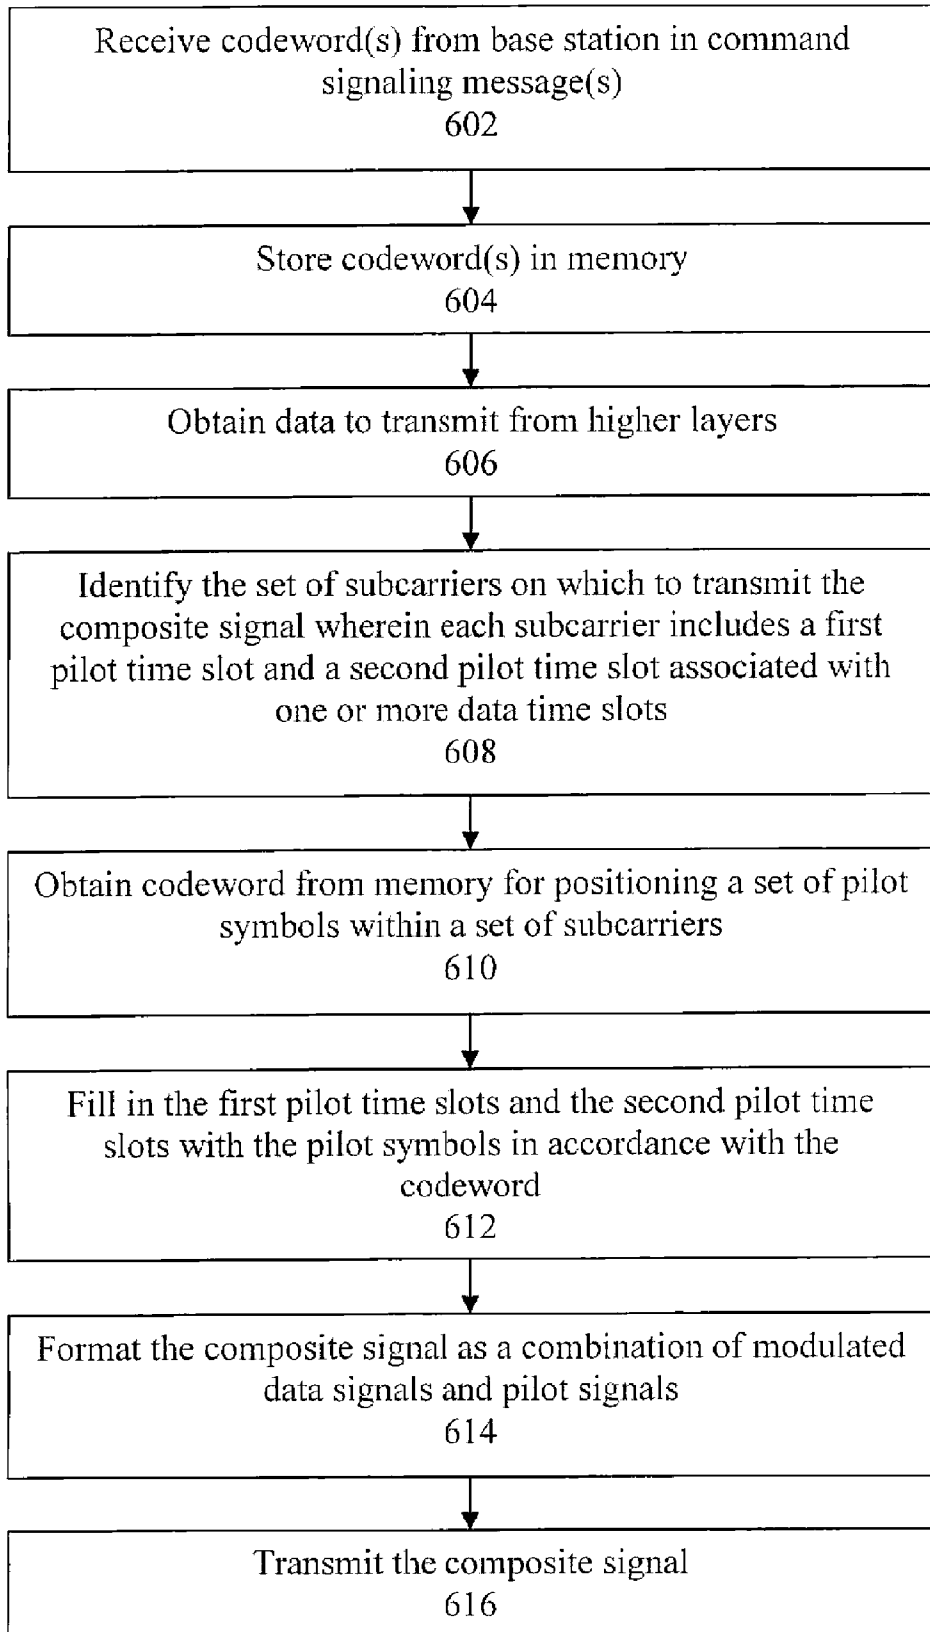 Receive codeword(s) from base station in command
signaling message(s)
602
Store codeword(s) in memory
604
Obtain data to transmit from higher layers
606
Identify the set of subcarriers on which to transmit the
composite signal wherein each subcarrier includes a first
pilot time slot and a second pilot time slot associated with
one or more data time slots
608
Obtain codeword from memory for positioning a set of pilot
symbols within a set of subcarriers
610
Fill in the first pilot time slots and the second pilot time
slots with the pilot symbols in accordance with the
codeword
612
Format the composite signal as a combination of modulated
data signals and pilot signals
614
Transmit the composite signal
616